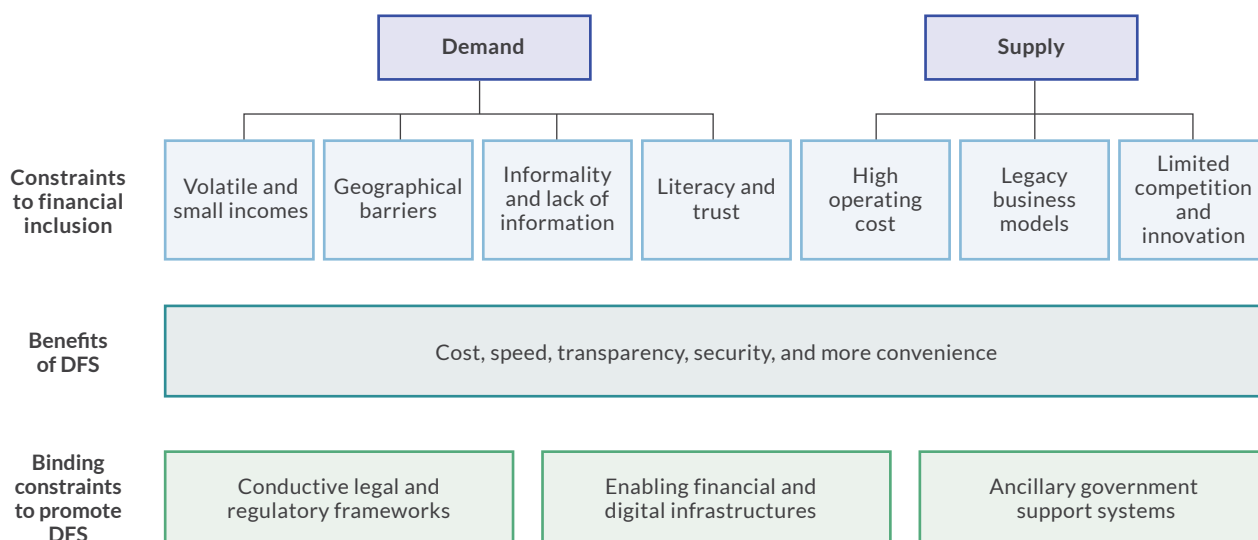 Demand
Supply
Constraints
to financial
inclusion
Volatile and
small incomes
Geographical
barriers
Informality
and lack of
information
Literacy and
trust
High
operating
cost
Legacy
business
models
Limited
competition
and
innovation
Benefits
of DFS
Cost, speed, transparency, security, and more convenience
Binding
constraints
to promote
DFS
Conductive legal and
regulatory frameworks
Enabling financial and
digital infrastructures
Ancillary government
support systems